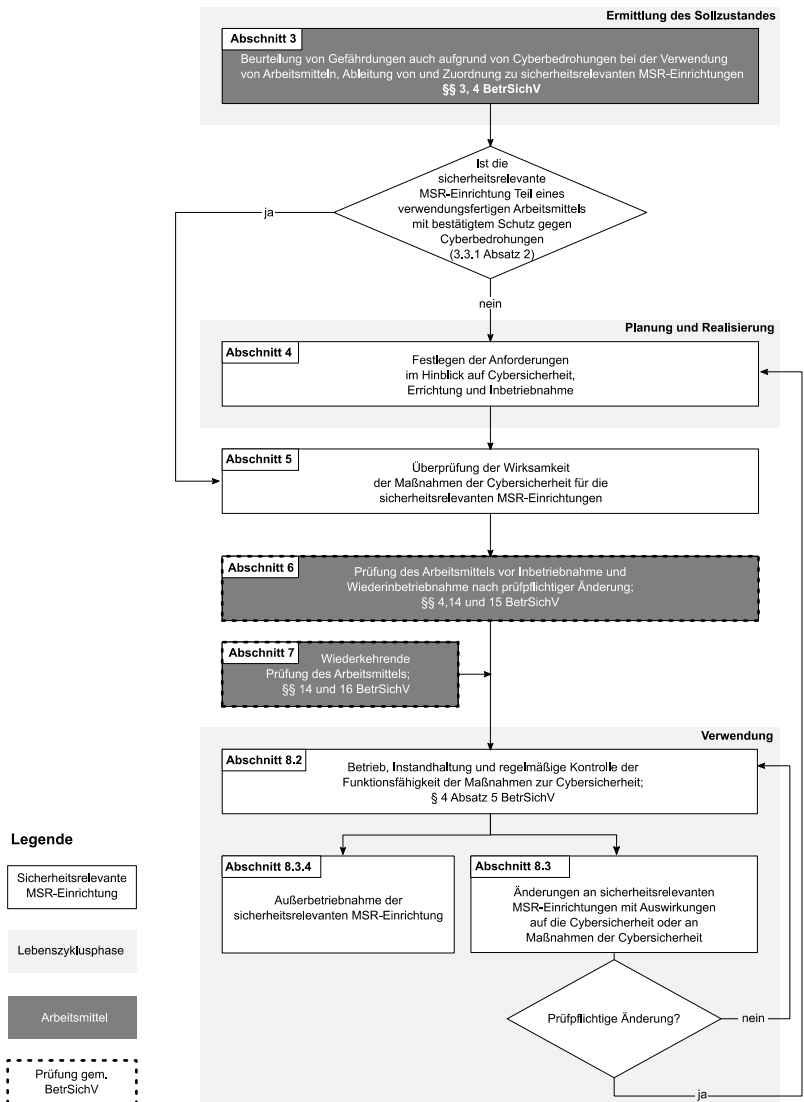 Ermittlung des Sollzustandes
Abschnitt 3
Beurteilung von Gefährdungen auch aufgrund von Cyberbedrohungen bei der Verwendung
von Arbeitsmitteln, Ableitung von und Zuordnung zu sicherheitsrelevanten MSR-Einrichtungen
§§ 3, 4 BetrSichV
Ist die
sicherheitsrelevante
MSR-Einrichtung Teil eines
verwendungsfertigen Arbeitsmittels
mit bestätigtem Schutz gegen
Cyberbedrohungen
(3.3.1 Absatz 2)
ja
nein
Planung und Realisierung
Abschnitt 4
Festlegen der Anforderungen
im Hinblick auf Cybersicherheit,
Errichtung und Inbetriebnahme
Abschnitt 5
Überprüfung der Wirksamkeit
der Maßnahmen der Cybersicherheit für die
sicherheitsrelevanten MSR-Einrichtungen
Abschnitt 6
Prüfung des Arbeitsmittels vor Inbetriebnahme und
Wiederinbetriebnahme nach prüfpflichtiger Änderung;
§§ 4,14 und 15 BetrSichV
Abschnitt 7
Wiederkehrende
Prüfung des Arbeitsmittels;
§§ 14 und 16 BetrSichV
Verwendung
Abschnitt 8.2
Betrieb, Instandhaltung und regelmäßige Kontrolle der
Funktionsfähigkeit der Maßnahmen zur Cybersicherheit;
§ 4 Absatz 5 BetrSichV
Abschnitt 8.3.4
Außerbetriebnahme der
sicherheitsrelevanten MSR-Einrichtung
Abschnitt 8.3
Änderungen an sicherheitsrelevanten
MSR-Einrichtungen mit Auswirkungen
auf die Cybersicherheit oder an
Maßnahmen der Cybersicherheit
Prüfpflichtige Änderung?
nein
ja
Legende
Sicherheitsrelevante
MSR-Einrichtung
Lebenszyklusphase
Arbeitsmittel
Prüfung gem.
BetrSichV